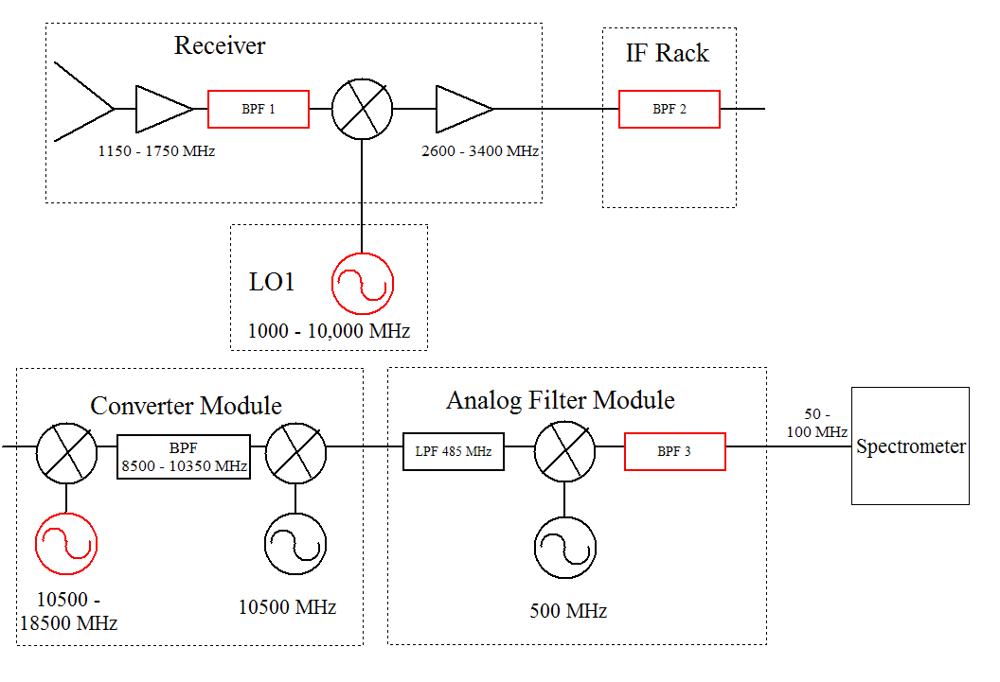 Receiver
IF Rack
BPF 1
BPF 2
1150 - 1750 MHz
2600 - 3400 MHz
LO1
1000 - 10,000 MHz
Converter Module
Analog Filter Module
50 -
100 MHz
BPF
8500 - 10350 MHz
LPF 485 MHz
BPF 3
Spectrometer
10500 -
18500 MHz
10500 MHz
500 MHz